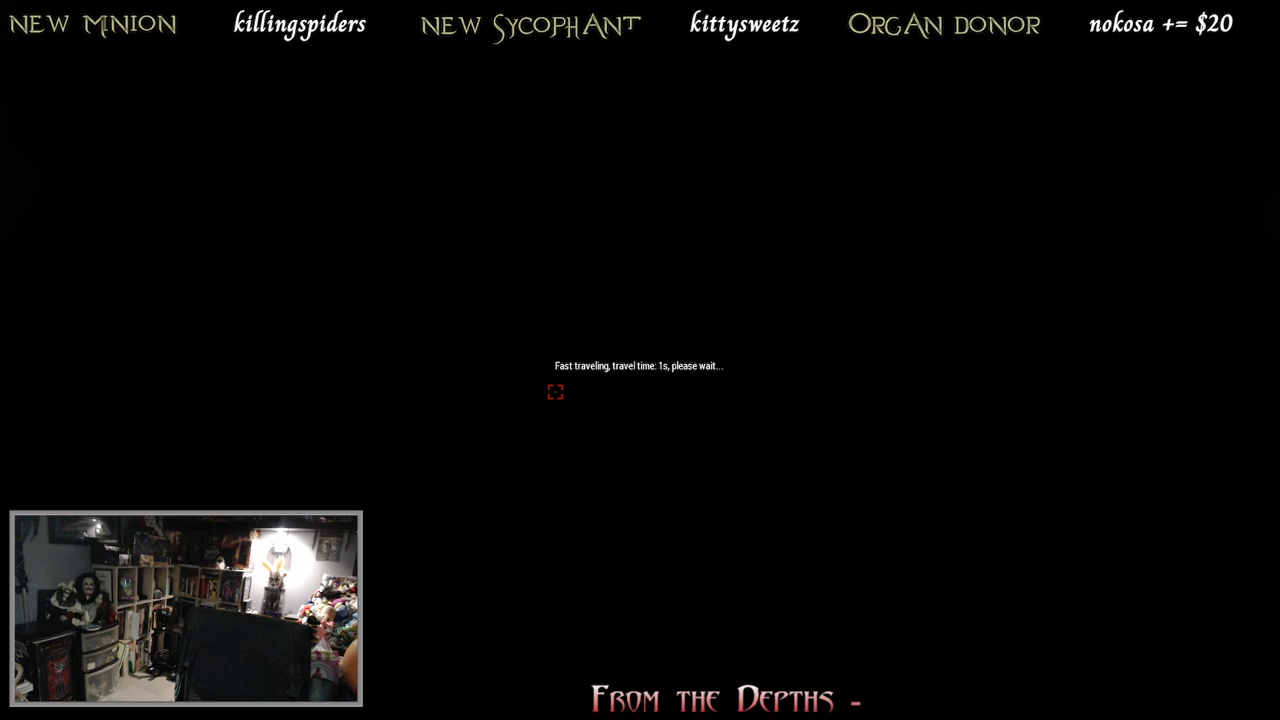 NEW MINION killingspiders NEW SYCOPHANT kittysweetz ORGAN DONOR nokosa += $20
Fast traveling, travel time: 1s, please wait...
FROM THE DEPTHS -